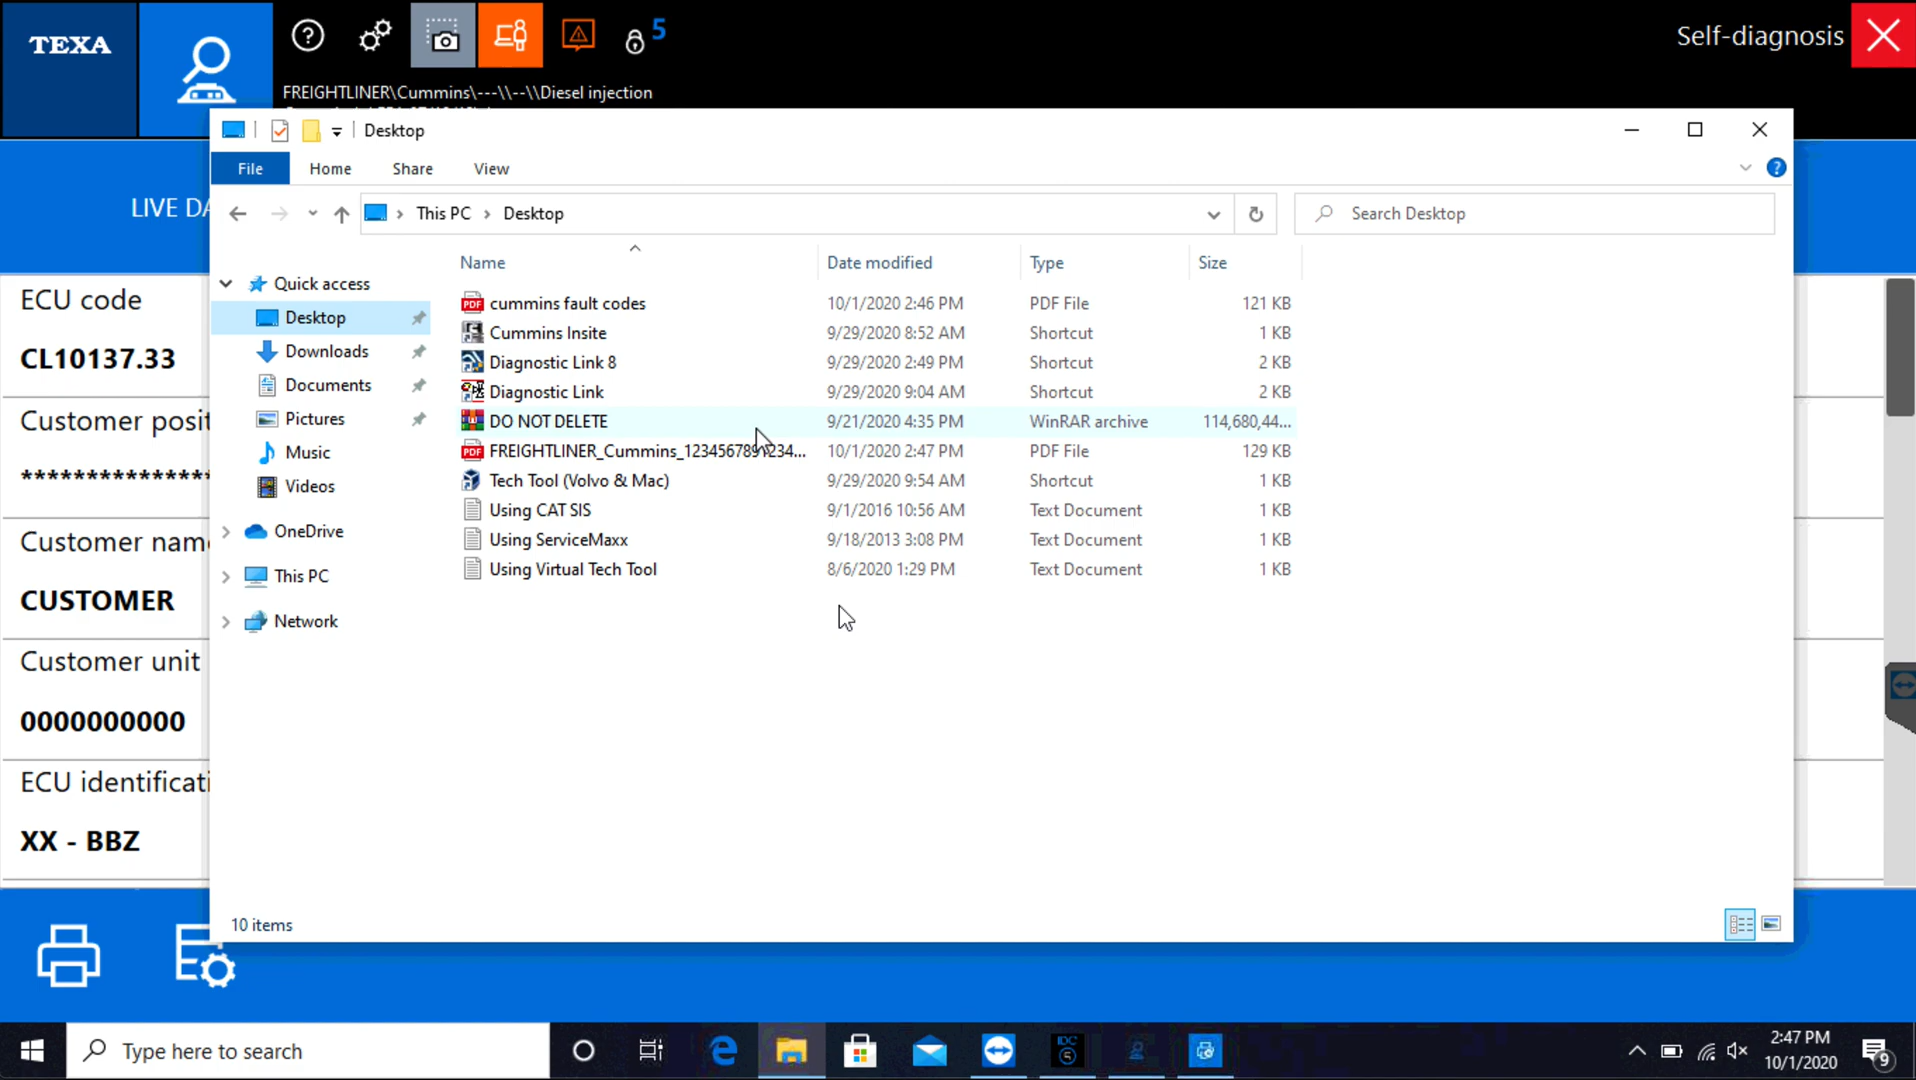 TEXA
?
5
Self-diagnosis
FREIGHTLINER\Cummins\---\\--\\Diesel injection
Desktop
File Home Share View
?
This PC > Desktop
Search Desktop
LIVE DA
Name Date modified Type Size
Quick access
Desktop
Downloads
Documents
Pictures
Music
Videos
OneDrive
This PC
Network
cummins fault codes 10/1/2020 2:46 PM PDF File 121 KB
Cummins Insite 9/29/2020 8:52 AM Shortcut 1 KB
Diagnostic Link 8 9/29/2020 2:49 PM Shortcut 2 KB
Diagnostic Link 9/29/2020 9:04 AM Shortcut 2 KB
DO NOT DELETE 9/21/2020 4:35 PM WinRAR archive 114,680,44...
FREIGHTLINER_Cummins_1234567891234... 10/1/2020 2:47 PM PDF File 129 KB
Tech Tool (Volvo & Mac) 9/29/2020 9:54 AM Shortcut 1 KB
Using CAT SIS 9/1/2016 10:56 AM Text Document 1 KB
Using ServiceMaxx 9/18/2013 3:08 PM Text Document 1 KB
Using Virtual Tech Tool 8/6/2020 1:29 PM Text Document 1 KB
ECU code
CL10137.33
Customer posit
****************
Customer name
CUSTOMER
Customer unit
0000000000
ECU identificati
XX - BBZ
10 items
Type here to search
IDC
5
2:47 PM
10/1/2020
9